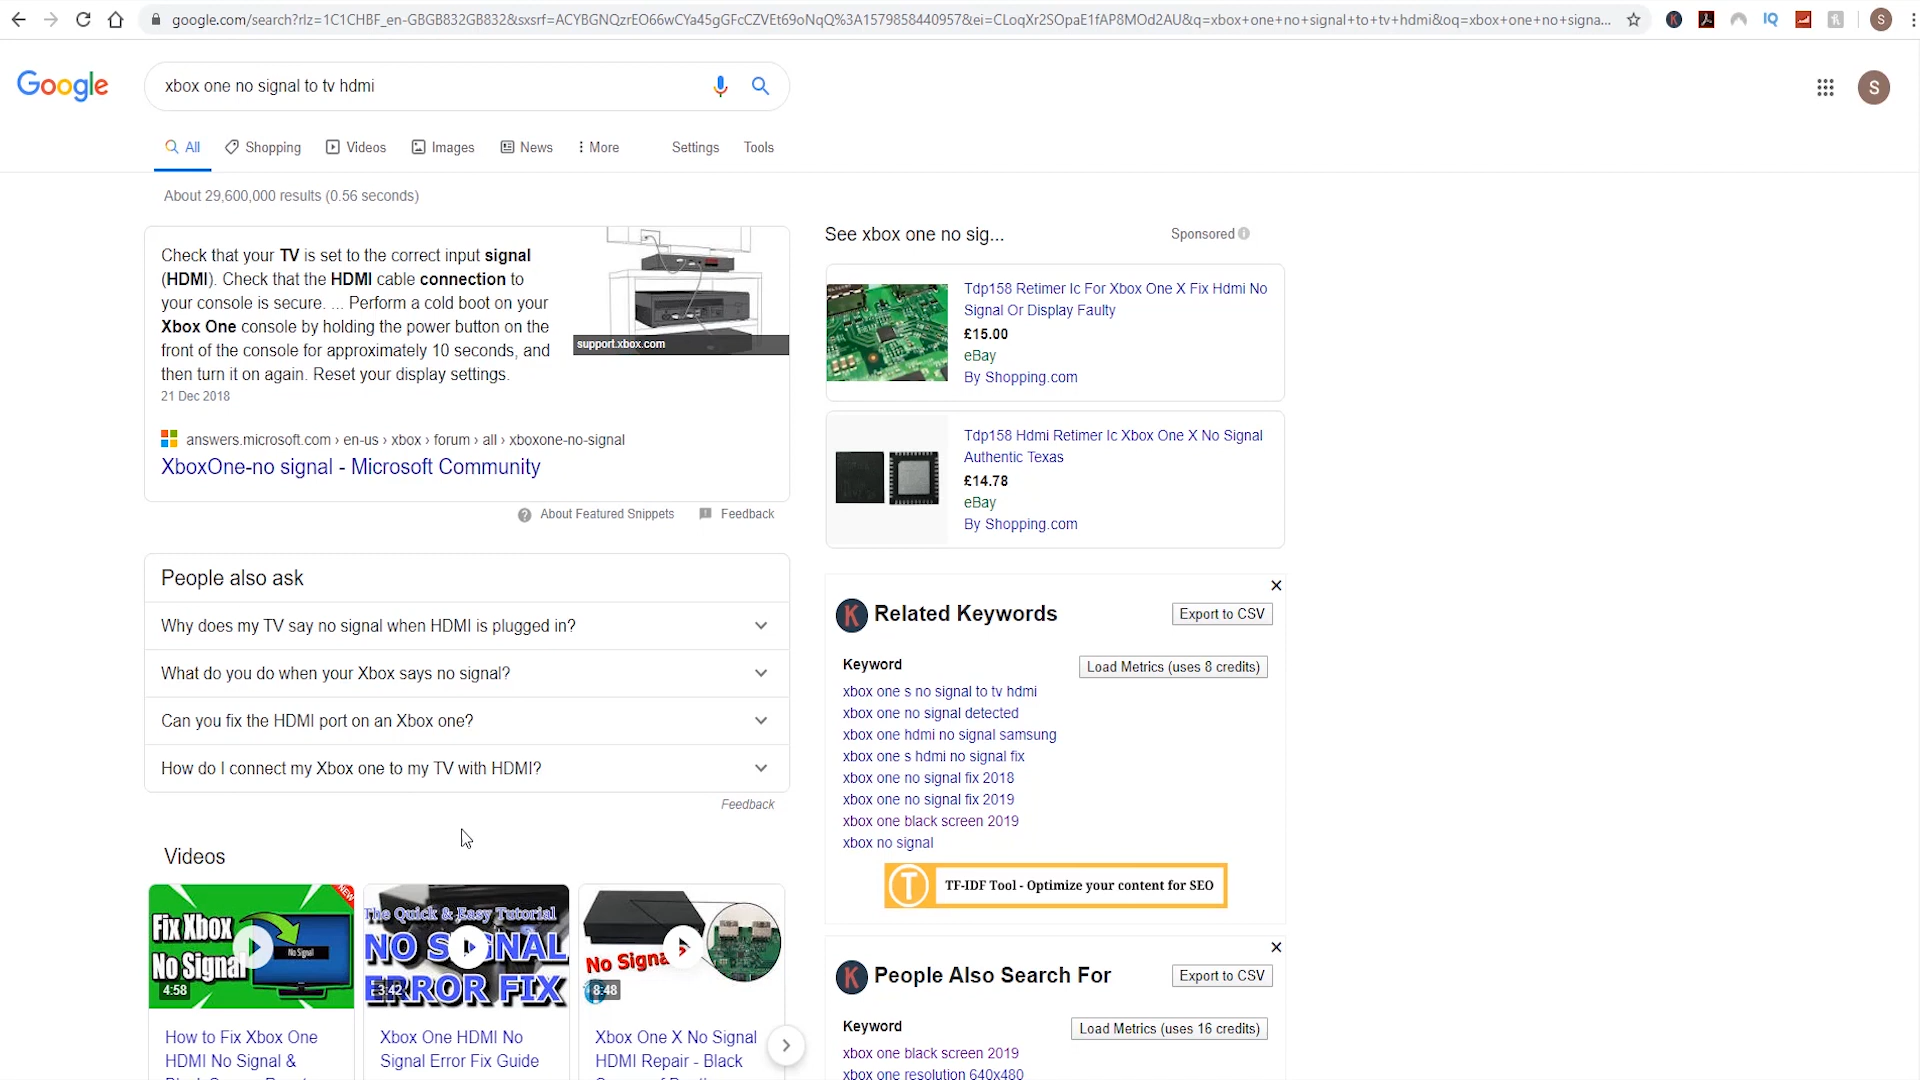 google.com/search?rlz=1C1CHBF_en-GBGB832GB832&sxsrf=ACYBGNQzrEO66wCYa45gGFcCZVEt69oNqQ%3A1579858440957&ei=CLoqXr2SOpaE1fAP8MOd2AU&q=xbox+one+no+signal+to+tv+hdmi&oq=xbox+one+no+signa...
IQ
S
Google
xbox one no signal to tv hdmi
S
All
Shopping
Videos
Images
News
More
Settings
Tools
About 29,600,000 results (0.56 seconds)
Check that your TV is set to the correct input signal
(HDMI). Check that the HDMI cable connection to
your console is secure. ... Perform a cold boot on your
Xbox One console by holding the power button on the
front of the console for approximately 10 seconds, and
then turn it on again. Reset your display settings.
21 Dec 2018
support.xbox.com
answers.microsoft.com › en-us › xbox › forum › all › xboxone-no-signal
XboxOne-no signal - Microsoft Community
About Featured Snippets
Feedback
People also ask
Why does my TV say no signal when HDMI is plugged in?
What do you do when your Xbox says no signal?
Can you fix the HDMI port on an Xbox one?
How do I connect my Xbox one to my TV with HDMI?
Feedback
Videos
Fix Xbox
No Signal
NEW
No Signal
4:58
How to Fix Xbox One
HDMI No Signal &
The Quick & Easy Tutorial
NO SIGNAL
ERROR FIX
3:42
Xbox One HDMI No
Signal Error Fix Guide
No Signal
8:48
Xbox One X No Signal
HDMI Repair - Black
See xbox one no sig...
Sponsored
Tdp158 Retimer Ic For Xbox One X Fix Hdmi No
Signal Or Display Faulty
£15.00
eBay
By Shopping.com
Tdp158 Hdmi Retimer Ic Xbox One X No Signal
Authentic Texas
£14.78
eBay
By Shopping.com
K
Related Keywords
Export to CSV
Keyword
Load Metrics (uses 8 credits)
xbox one s no signal to tv hdmi
xbox one no signal detected
xbox one hdmi no signal samsung
xbox one s hdmi no signal fix
xbox one no signal fix 2018
xbox one no signal fix 2019
xbox one black screen 2019
xbox no signal
T
TF-IDF Tool - Optimize your content for SEO
K
People Also Search For
Export to CSV
Keyword
Load Metrics (uses 16 credits)
xbox one black screen 2019
xbox one resolution 640x480